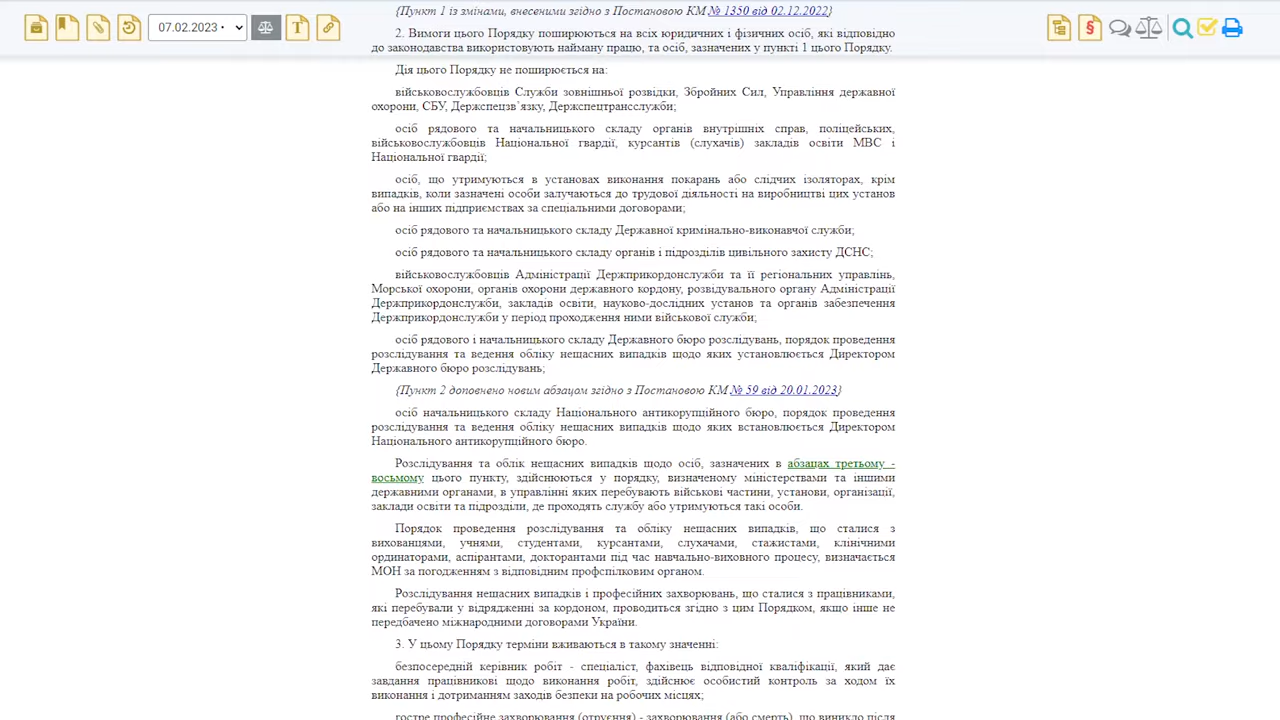 {Пункт 1 із змінами, внесеними згідно з Постановою КМ № 1350 від 02.12.2022}
07.02.2023 •
2. Вимоги цього Порядку поширюються на всіх юридичних і фізичних осіб, які відповідно
до законодавства використовують найману працю, та осіб, зазначених у пункті 1 цього Порядку.
Дія цього Порядку не поширюється на:
військовослужбовців Служби зовнішньої розвідки, Збройних Сил, Управління державної
охорони, СБУ, Держспецзв`язку, Держспецтрансслужби;
осіб рядового та начальницького складу органів внутрішніх справ, поліцейських,
військовослужбовців Національної гвардії, курсантів (слухачів) закладів освіти МВС і
Національної гвардії;
осіб, що утримуються в установах виконання покарань або слідчих ізоляторах, крім
випадків, коли зазначені особи залучаються до трудової діяльності на виробництві цих установ
або на інших підприємствах за спеціальними договорами;
осіб рядового та начальницького складу Державної кримінально-виконавчої служби;
осіб рядового та начальницького складу органів і підрозділів цивільного захисту ДСНС;
військовослужбовців Адміністрації Держприкордонслужби та її регіональних управлінь,
Морської охорони, органів охорони державного кордону, розвідувального органу Адміністрації
Держприкордонслужби, закладів освіти, науково-дослідних установ та органів забезпечення
Держприкордонслужби у період проходження ними військової служби;
осіб рядового і начальницького складу Державного бюро розслідувань, порядок проведення
розслідування та ведення обліку нещасних випадків щодо яких установлюється Директором
Державного бюро розслідувань;
{Пункт 2 доповнено новим абзацом згідно з Постановою КМ № 59 від 20.01.2023}
осіб начальницького складу Національного антикорупційного бюро, порядок проведення
розслідування та ведення обліку нещасних випадків щодо яких встановлюється Директором
Національного антикорупційного бюро.
Розслідування та облік нещасних випадків щодо осіб, зазначених в абзацах третьому -
восьмому цього пункту, здійснюються у порядку, визначеному міністерствами та іншими
державними органами, в управлінні яких перебувають військові частини, установи, організації,
заклади освіти та підрозділи, де проходять службу або утримуються такі особи.
Порядок проведення розслідування та обліку нещасних випадків, що сталися з
вихованцями, учнями, студентами, курсантами, слухачами, стажистами, клінічними
ординаторами, аспірантами, докторантами під час навчально-виховного процесу, визначається
МОН за погодженням з відповідним профспілковим органом.
Розслідування нещасних випадків і професійних захворювань, що сталися з працівниками,
які перебували у відрядженні за кордоном, проводиться згідно з цим Порядком, якщо інше не
передбачено міжнародними договорами України.
3. У цьому Порядку терміни вживаються в такому значенні:
безпосередній керівник робіт - спеціаліст, фахівець відповідної кваліфікації, який дає
завдання працівникові щодо виконання робіт, здійснює особистий контроль за ходом їх
виконання і дотриманням заходів безпеки на робочих місцях;
гостре професійне захворювання (отруєння) - захворювання (або смерть), що виникло після